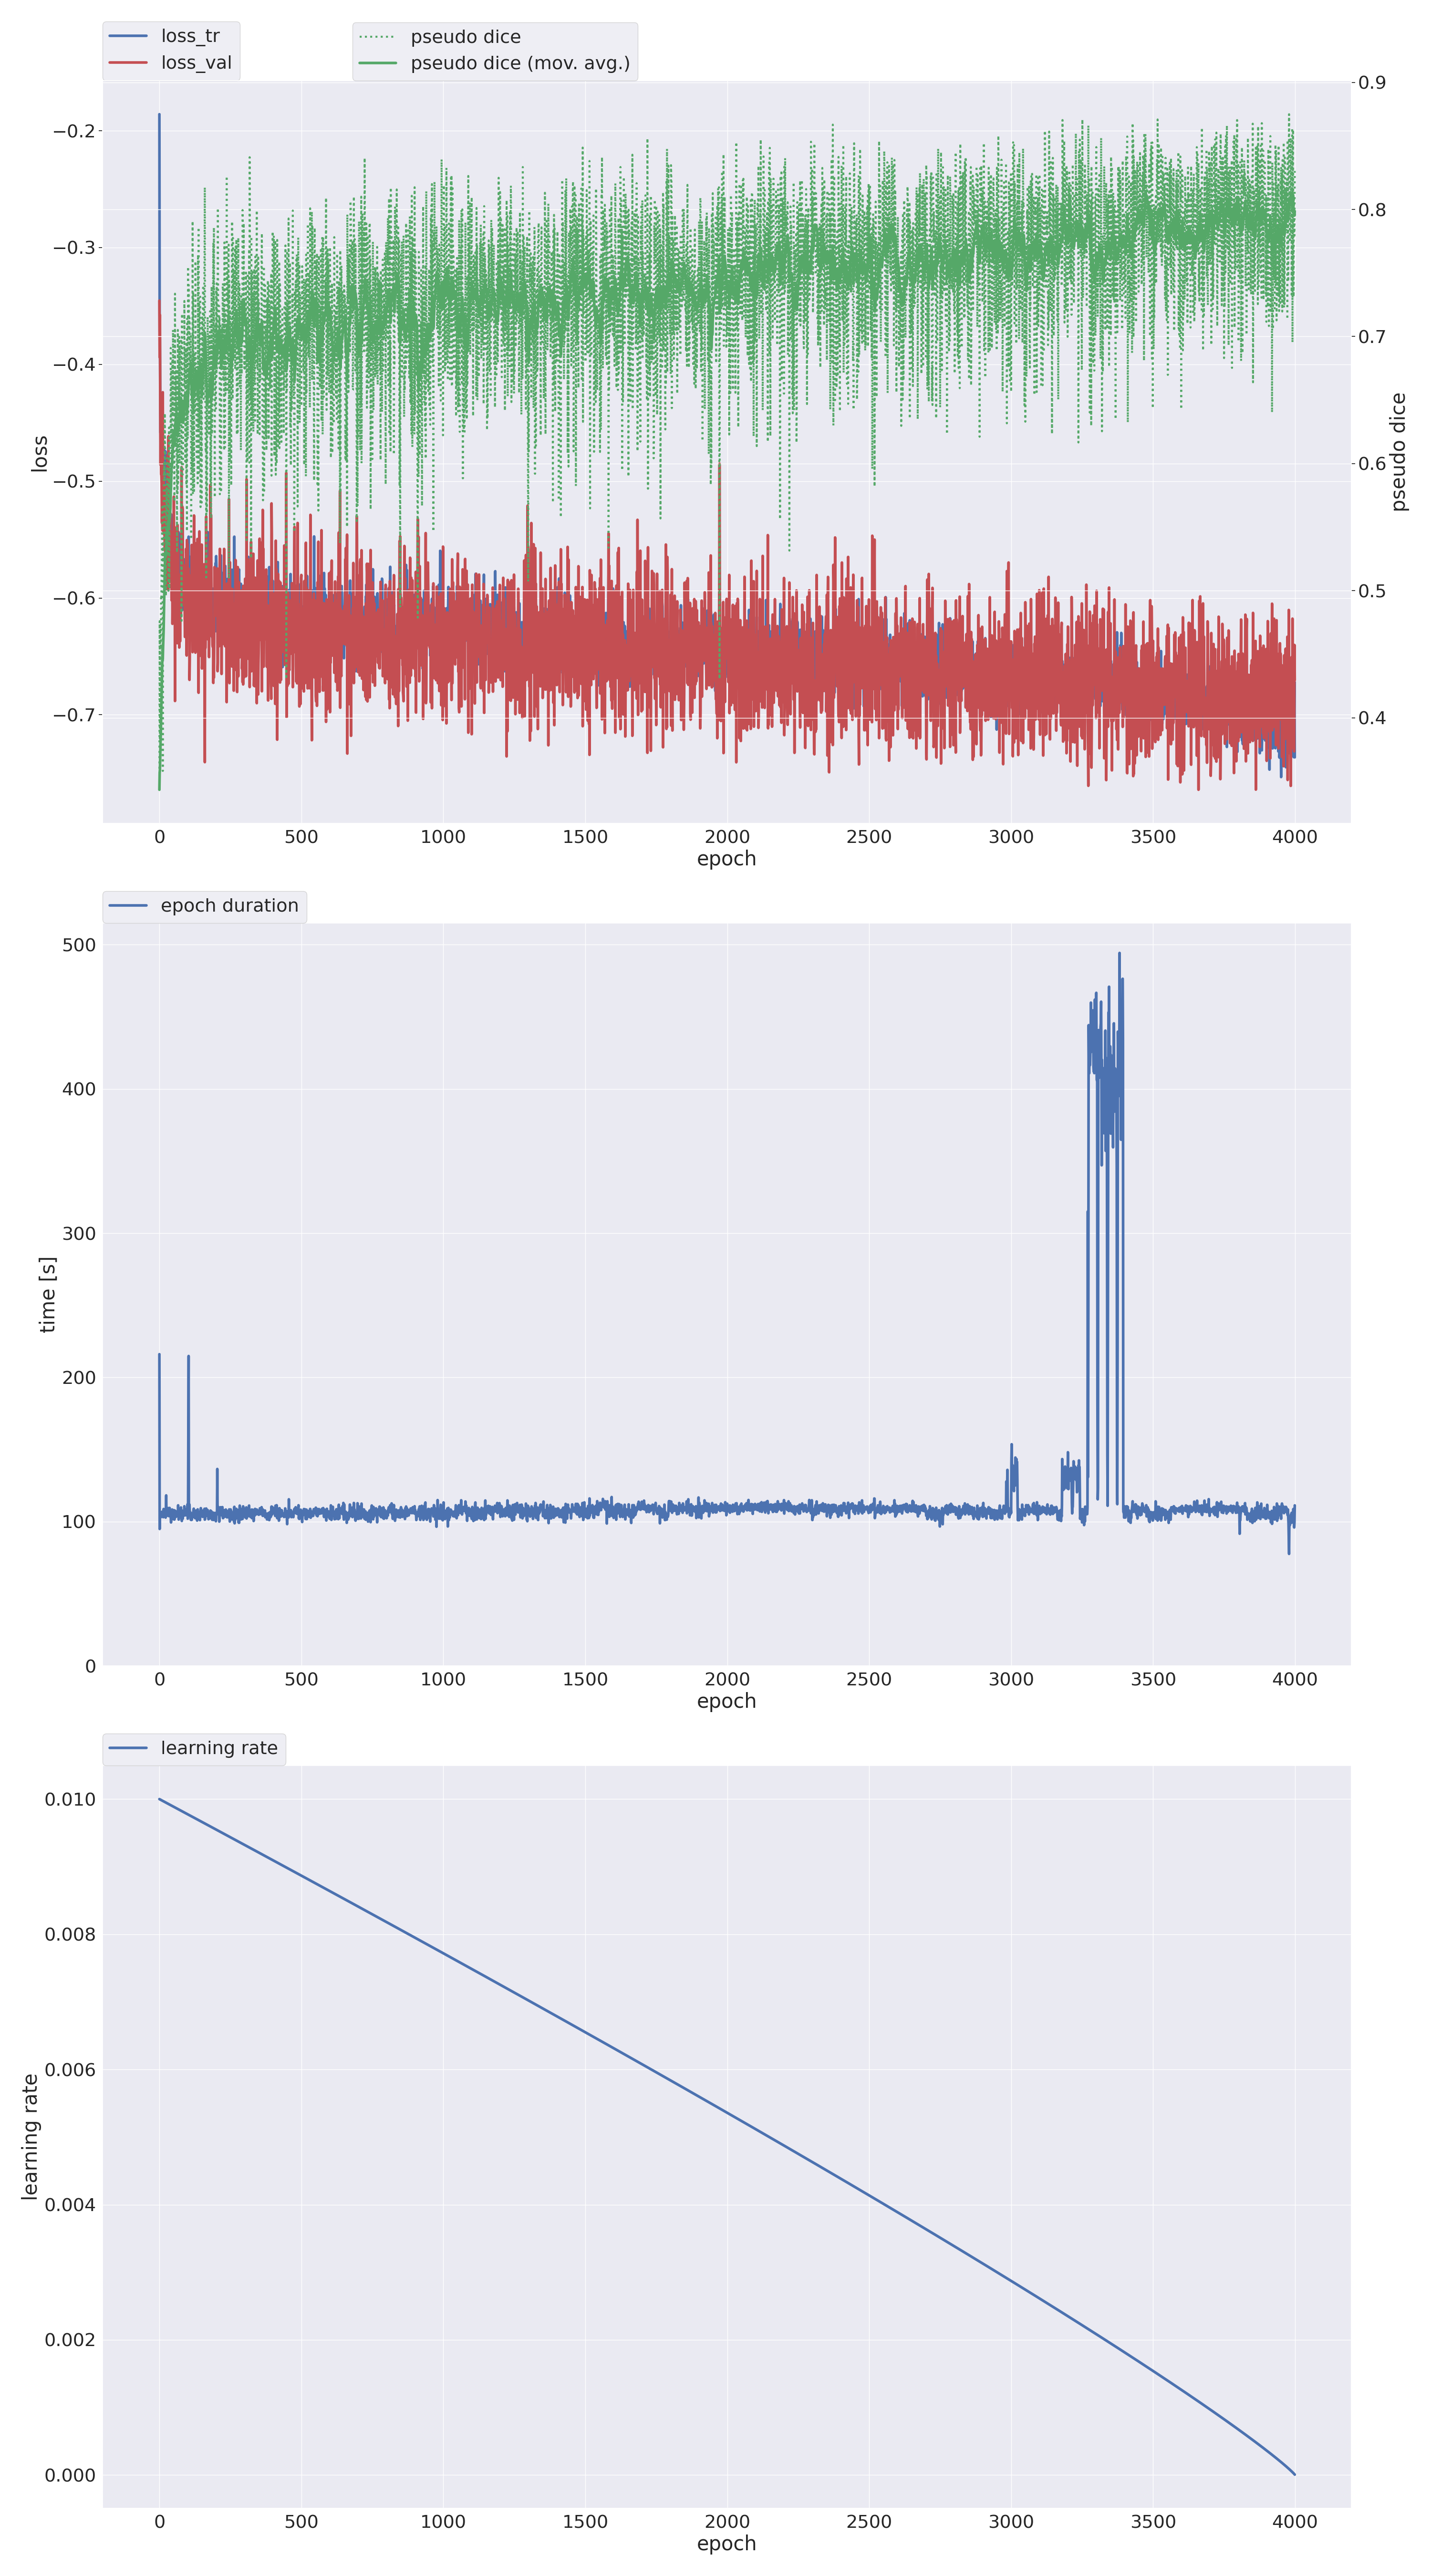 loss_tr
loss_val
pseudo dice
pseudo dice (mov. avg.)
−0.2
−0.3
−0.4
−0.5
−0.6
−0.7
loss
0.9
0.8
0.7
0.6
0.5
0.4
pseudo dice
0 500 1000 1500 2000 2500 3000 3500 4000
epoch
epoch duration
500
400
300
200
100
0
time [s]
0 500 1000 1500 2000 2500 3000 3500 4000
epoch
learning rate
0.010
0.008
0.006
0.004
0.002
0.000
learning rate
0 500 1000 1500 2000 2500 3000 3500 4000
epoch